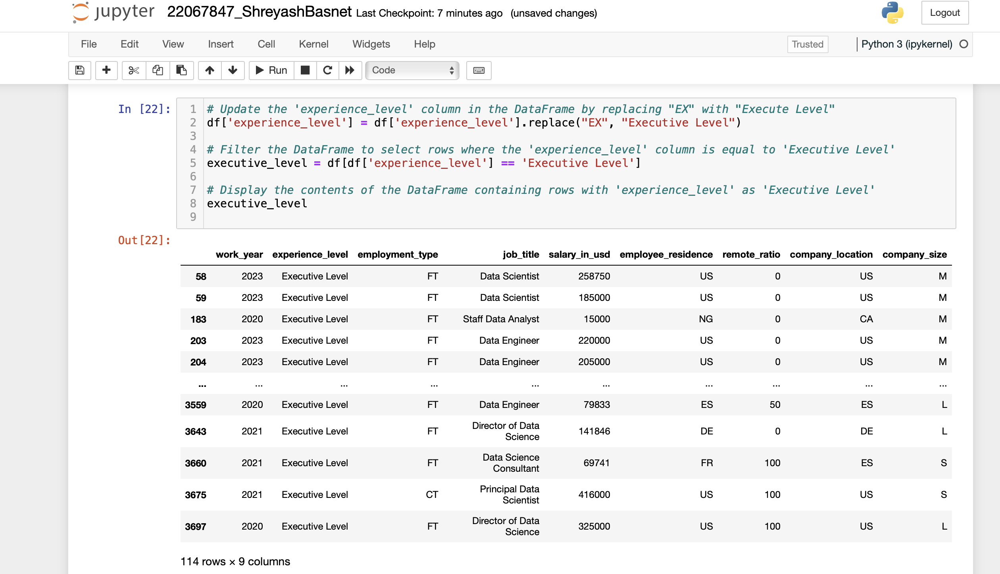 jupyter 22067847_ShreyashBasnet Last Checkpoint: 7 minutes ago (unsaved changes) Logout
File Edit View Insert Cell Kernel Widgets Help Trusted Python 3 (ipykernel)
Run Code
In [22]:
1 # Update the 'experience_level' column in the DataFrame by replacing "EX" with "Execute Level"
2 df['experience_level'] = df['experience_level'].replace("EX", "Executive Level")
3
4 # Filter the DataFrame to select rows where the 'experience_level' column is equal to 'Executive Level'
5 executive_level = df[df['experience_level'] == 'Executive Level']
6
7 # Display the contents of the DataFrame containing rows with 'experience_level' as 'Executive Level'
8 executive_level
9
Out[22]:
work_year experience_level employment_type job_title salary_in_usd employee_residence remote_ratio company_location company_size
58 2023 Executive Level FT Data Scientist 258750 US 0 US M
59 2023 Executive Level FT Data Scientist 185000 US 0 US M
183 2020 Executive Level FT Staff Data Analyst 15000 NG 0 CA M
203 2023 Executive Level FT Data Engineer 220000 US 0 US M
204 2023 Executive Level FT Data Engineer 205000 US 0 US M
... ... ... ... ... ... ... ... ... ...
3559 2020 Executive Level FT Data Engineer 79833 ES 50 ES L
3643 2021 Executive Level FT Director of Data Science 141846 DE 0 DE L
3660 2021 Executive Level FT Data Science Consultant 69741 FR 100 ES S
3675 2021 Executive Level CT Principal Data Scientist 416000 US 100 US S
3697 2020 Executive Level FT Director of Data Science 325000 US 100 US L
114 rows × 9 columns